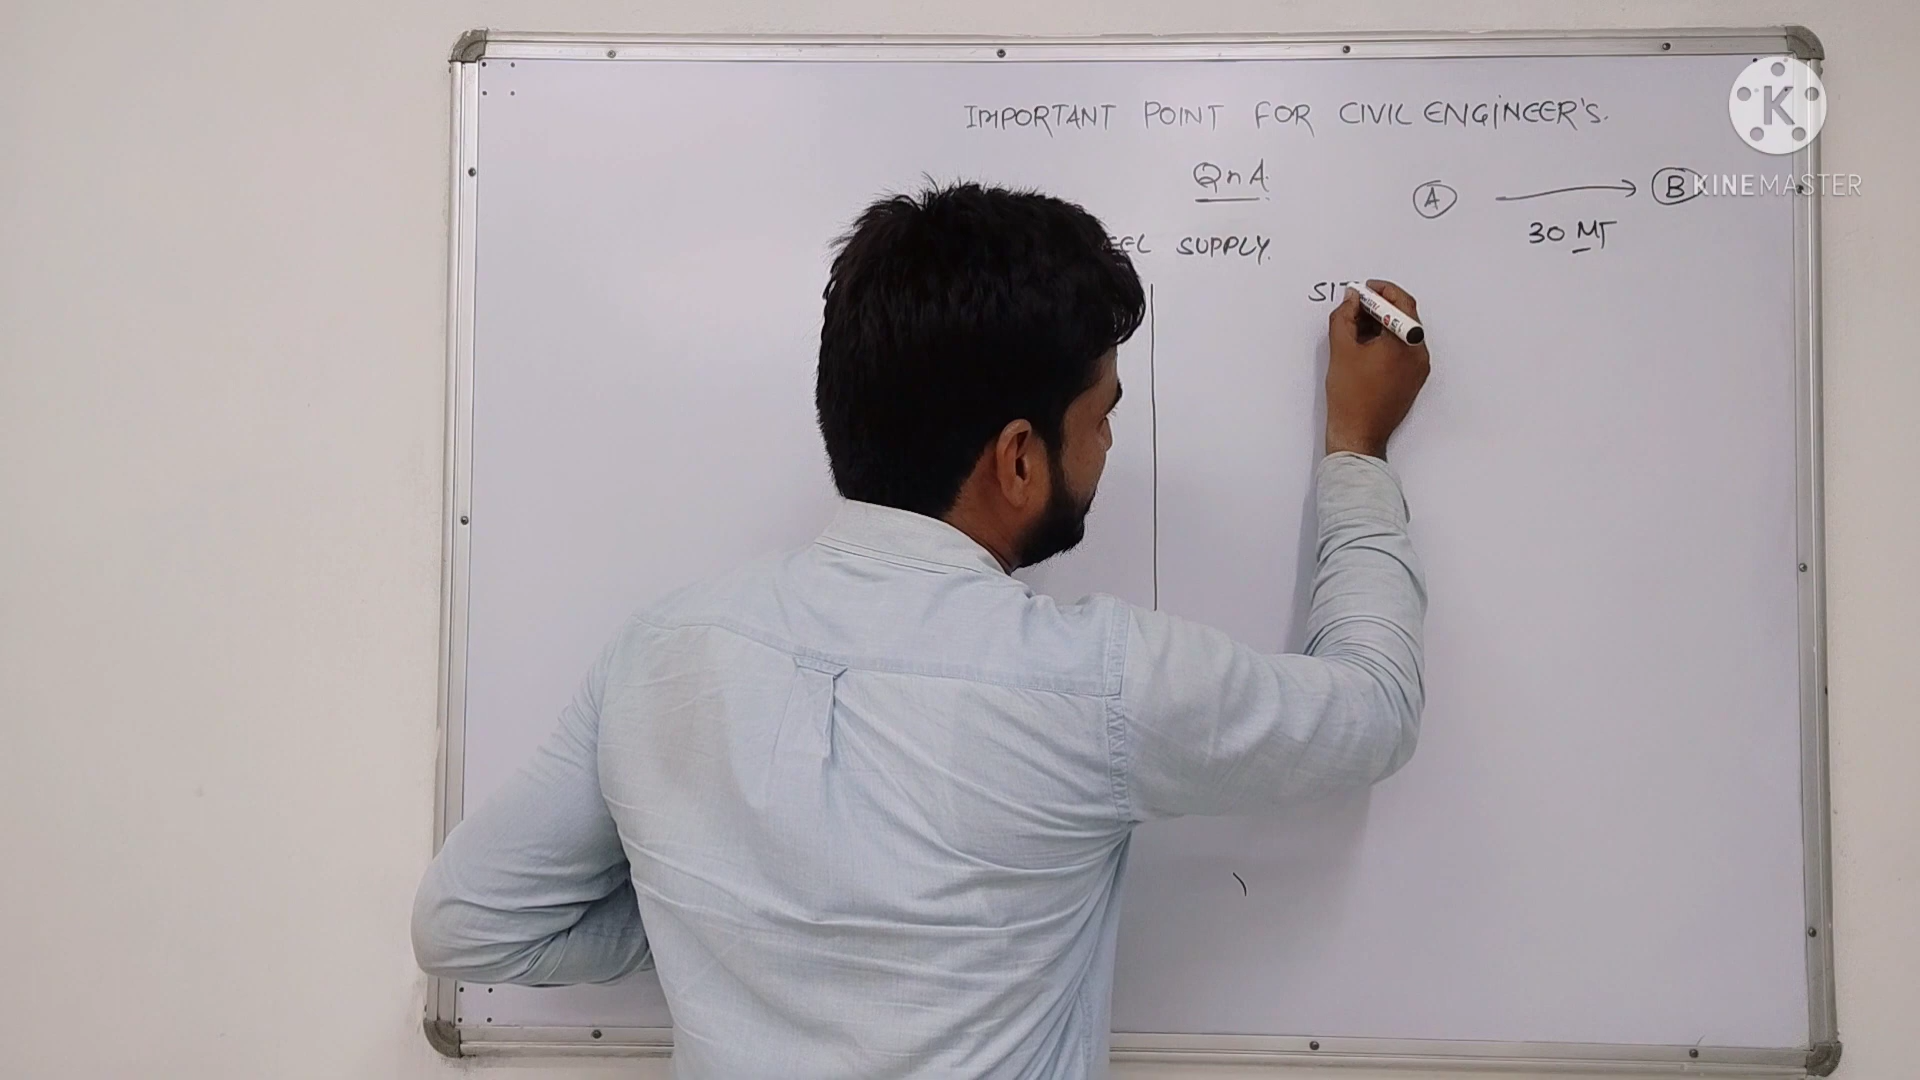 IMPORTANT POINT FOR CIVIL ENGINEER'S.
QnA.
A → B
30 MT
SUPPLY.
K
KINEMASTER